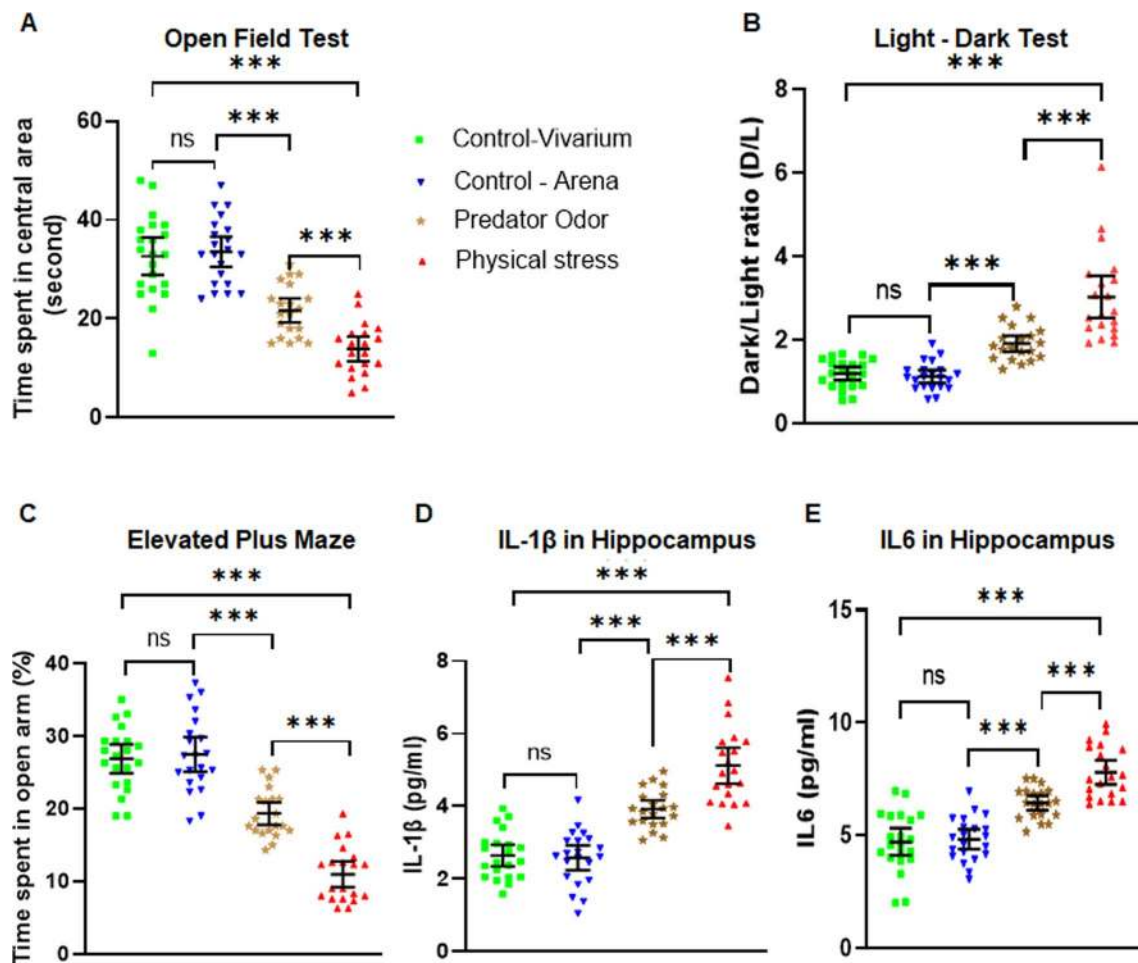 A
Open Field Test
***
***
ns
***
Time spent in central area
(second)
60
40
20
0
Control-Vivarium
Control - Arena
Predator Odor
Physical stress
B
Light - Dark Test
***
***
***
ns
Dark/Light ratio (D/L)
8
6
4
2
0
C
Elevated Plus Maze
***
***
ns
***
Time spent in open arm (%)
40
30
20
10
0
D
IL-1β in Hippocampus
***
***
***
ns
IL-1β (pg/ml)
8
6
4
2
0
E
IL6 in Hippocampus
***
***
ns
***
IL6 (pg/ml)
15
10
5
0